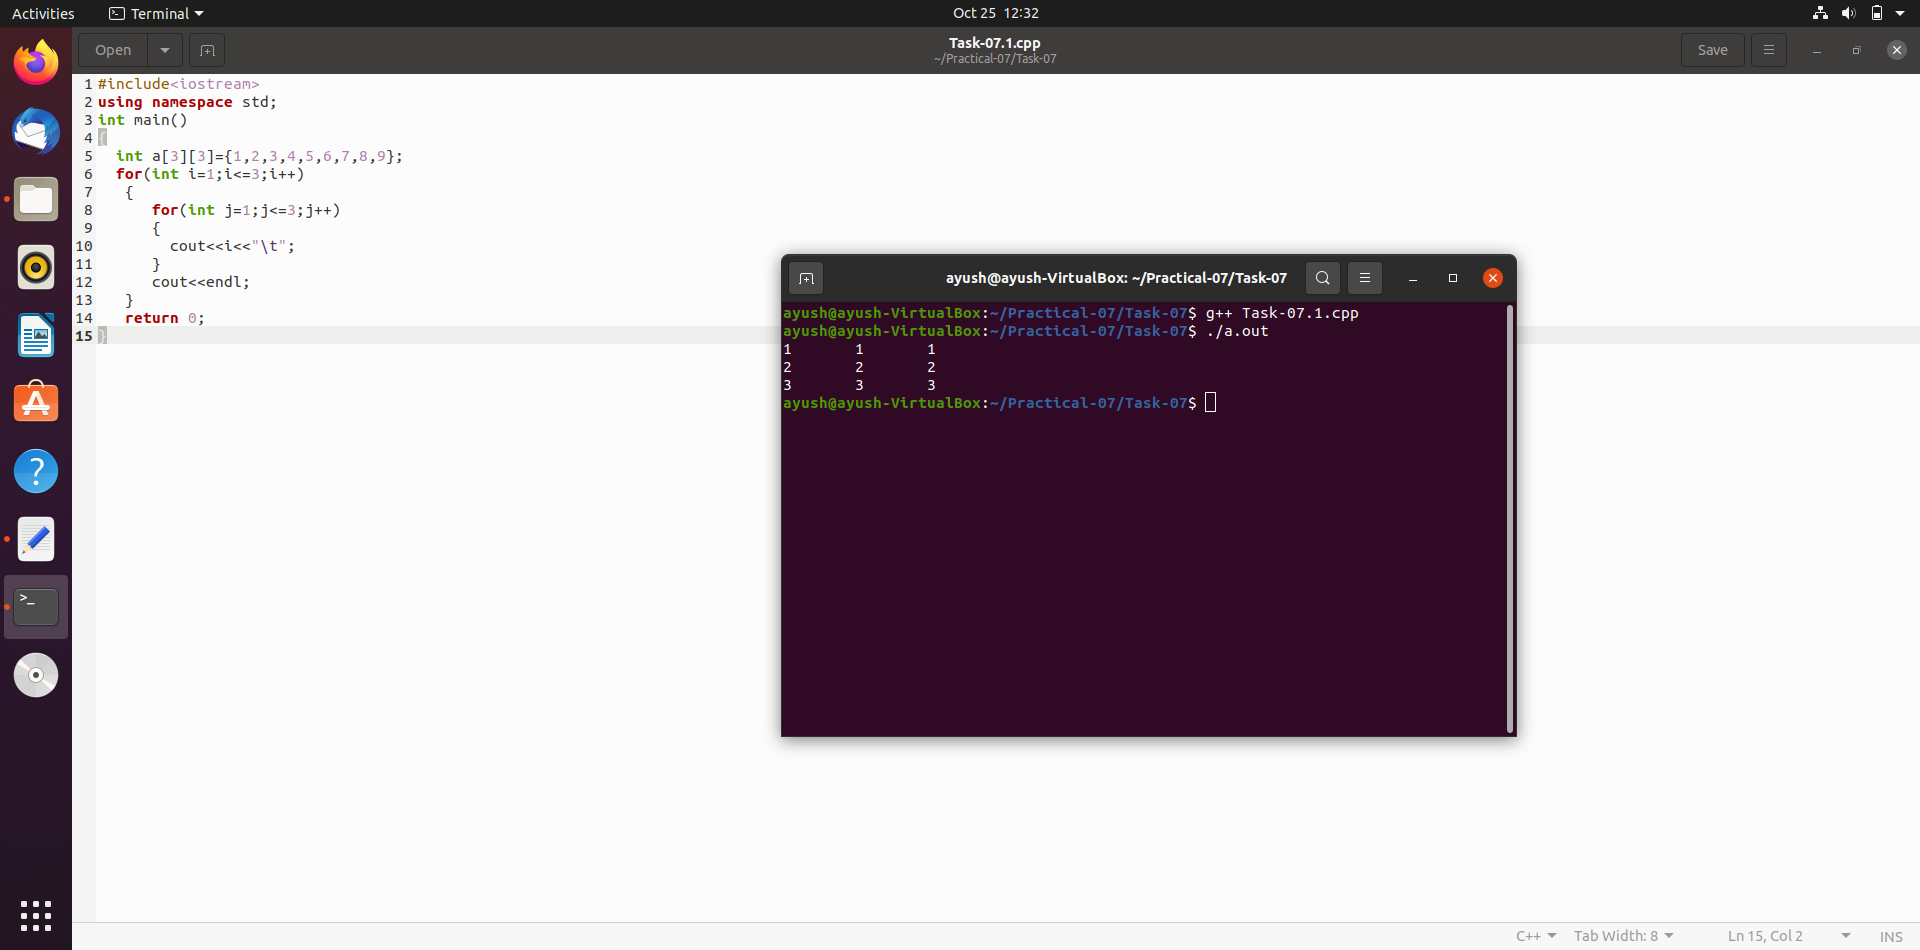 Activities
Terminal
Oct 25 12:32
Open
Task-07.1.cpp
~/Practical-07/Task-07
Save
1 #include<iostream>
2 using namespace std;
3 int main()
4 {
5   int a[3][3]={1,2,3,4,5,6,7,8,9};
6   for(int i=1;i<=3;i++)
7    {
8       for(int j=1;j<=3;j++)
9       {
10         cout<<i<<"\t";
11       }
12       cout<<endl;
13    }
14    return 0;
15 }
ayush@ayush-VirtualBox: ~/Practical-07/Task-07
ayush@ayush-VirtualBox:~/Practical-07/Task-07$ g++ Task-07.1.cpp
ayush@ayush-VirtualBox:~/Practical-07/Task-07$ ./a.out
1 1 1
2 2 2
3 3 3
ayush@ayush-VirtualBox:~/Practical-07/Task-07$
C++ Tab Width: 8 Ln 15, Col 2 INS